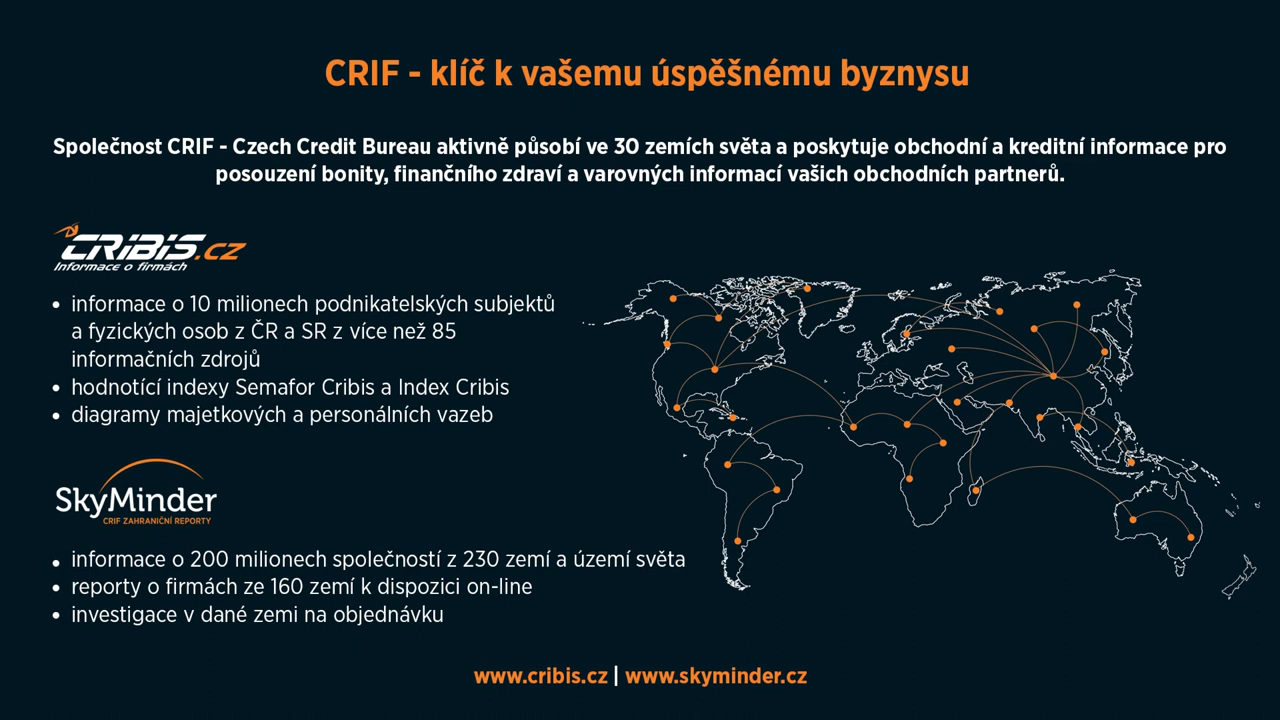 CRIF - klíč k vašemu úspěšnému byznysu
Společnost CRIF - Czech Credit Bureau aktivně působí ve 30 zemích světa a poskytuje obchodní a kreditní informace pro
posouzení bonity, finančního zdraví a varovných informací vašich obchodních partnerů.
CRIBIS.CZ
Informace o firmách
• informace o 10 milionech podnikatelských subjektů
a fyzických osob z ČR a SR z více než 85
informačních zdrojů
• hodnotící indexy Semafor Cribis a Index Cribis
• diagramy majetkových a personálních vazeb
SkyMinder
CRIF ZAHRANIČNÍ REPORTY
• informace o 200 milionech společností z 230 zemí a území světa
• reporty o firmách ze 160 zemí k dispozici on-line
• investigace v dané zemi na objednávku
www.cribis.cz | www.skyminder.cz